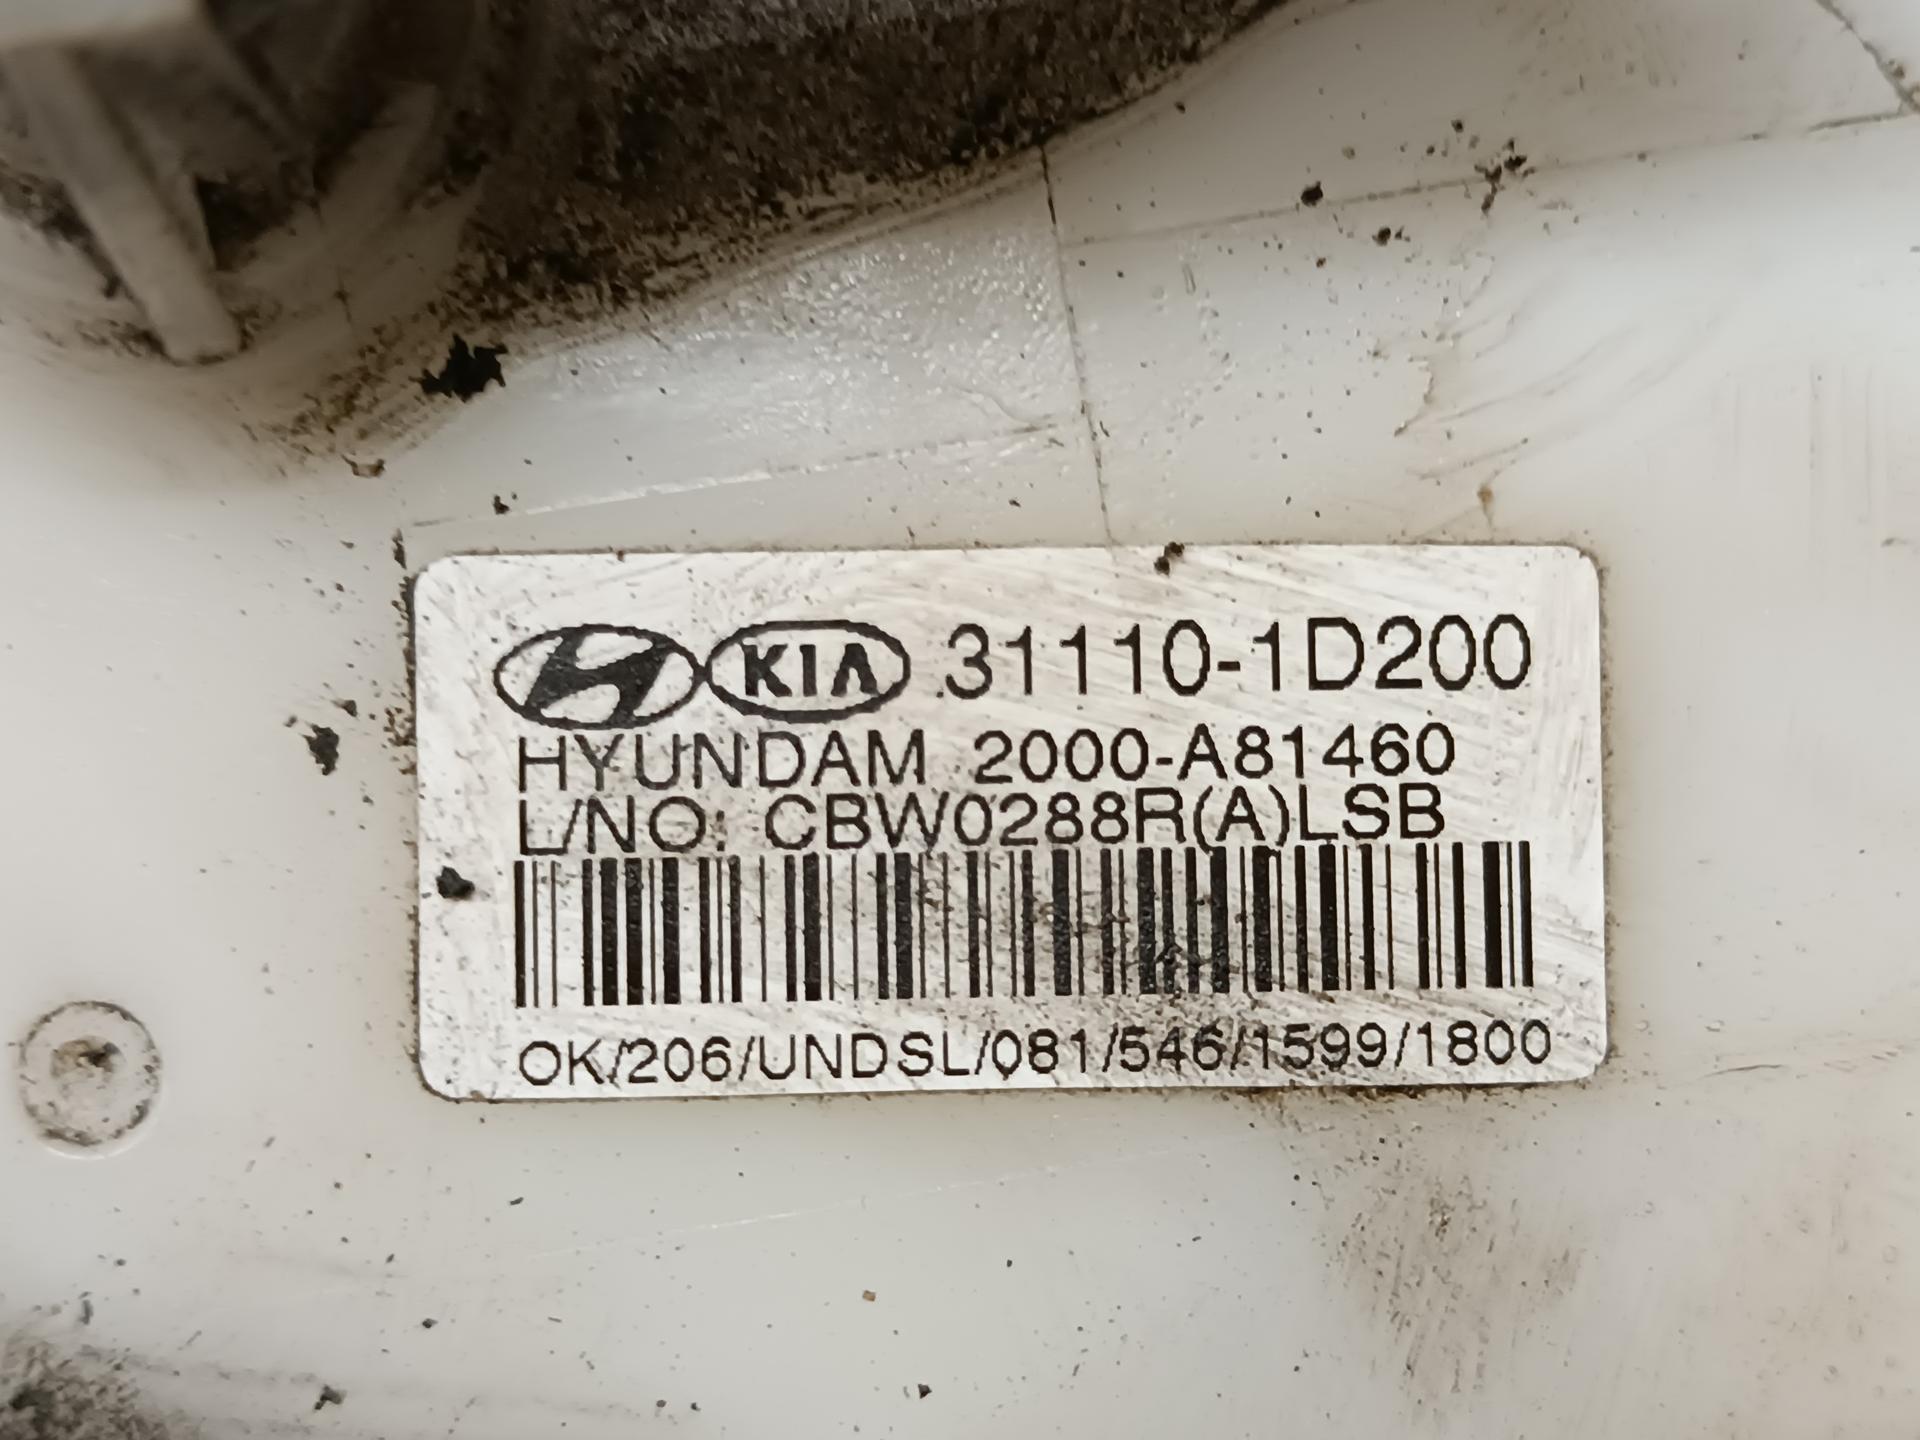 KIA 31110-1D200
HYUNDAM 2000-A81460
L/NO: CBW0288R(A)LSB
OK/206/UNDSL/081/546/1599/1800